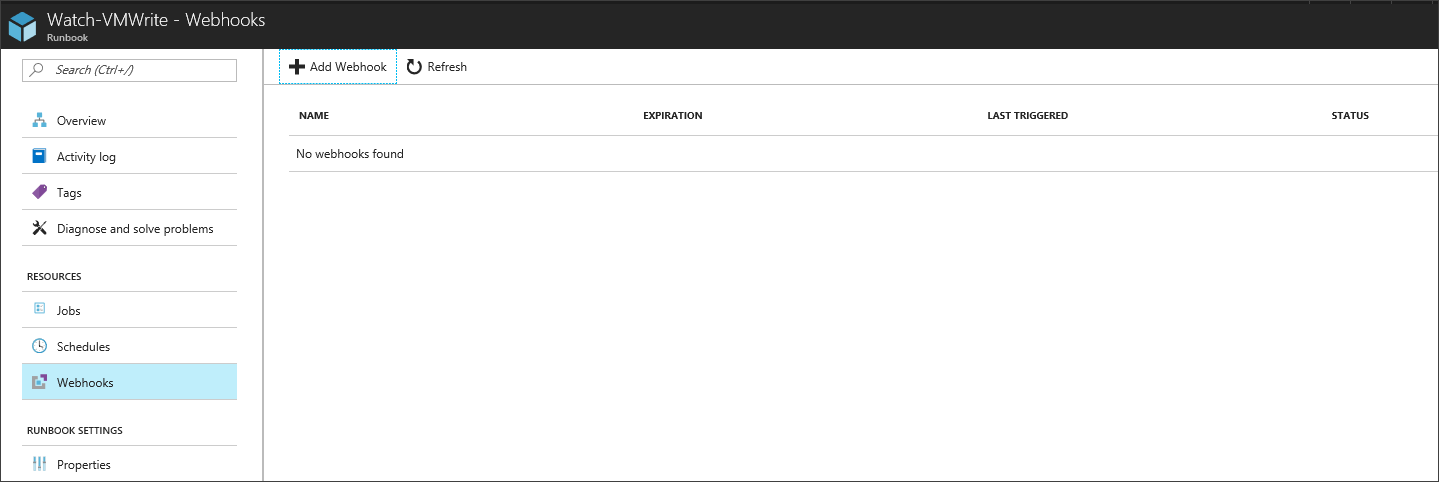 Watch-VMWrite - Webhooks
Runbook
Search (Ctrl+/)
Overview
Activity log
Tags
Diagnose and solve problems
RESOURCES
Jobs
Schedules
Webhooks
RUNBOOK SETTINGS
Properties
Add Webhook Refresh
NAME EXPIRATION LAST TRIGGERED STATUS
No webhooks found